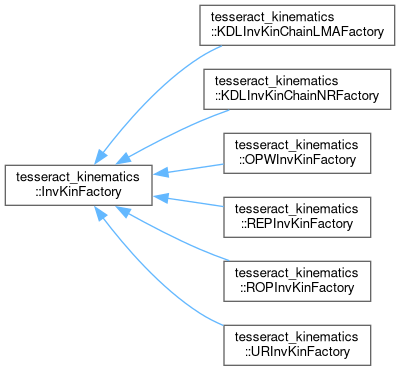 tesseract_kinematics
::KDLInvKinChainLMAFactory
tesseract_kinematics
::KDLInvKinChainNRFactory
tesseract_kinematics
::OPWInvKinFactory
tesseract_kinematics
::InvKinFactory
tesseract_kinematics
::REPInvKinFactory
tesseract_kinematics
::ROPInvKinFactory
tesseract_kinematics
::URInvKinFactory